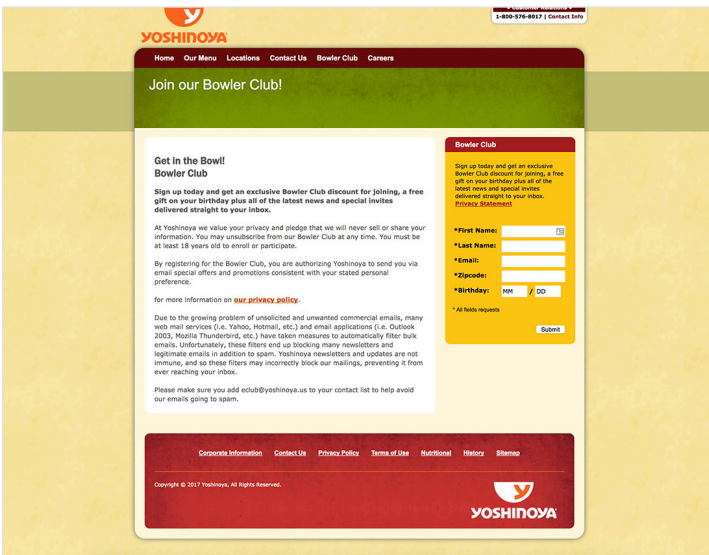 YOSHINOYA
Customer Relations
1-800-576-8017 | Contact Info
Home Our Menu Locations Contact Us Bowler Club Careers
Join our Bowler Club!
Get in the Bowl!
Bowler Club
Sign up today and get an exclusive Bowler Club discount for joining, a free
gift on your birthday plus all of the latest news and special invites
delivered straight to your inbox.
At Yoshinoya we value your privacy and pledge that we will never sell or share your
information. You may unsubscribe from our Bowler Club at any time. You must be
at least 18 years old to enroll or participate.
By registering for the Bowler Club, you are authorizing Yoshinoya to send you via
email special offers and promotions consistent with your stated personal
preference.
for more information on our privacy policy.
Due to the growing problem of unsolicited and unwanted commercial emails, many
web mail services (i.e. Yahoo, Hotmail, etc.) and email applications (i.e. Outlook
2003, Mozilla Thunderbird, etc.) have taken measures to automatically filter bulk
emails. Unfortunately, these filters end up blocking many newsletters and
legitimate emails in addition to spam. Yoshinoya newsletters and updates are not
immune, and so these filters may incorrectly block our mailings, preventing it from
ever reaching your inbox.
Please make sure you add eclub@yoshinoya.us to your contact list to help avoid
our emails going to spam.
Bowler Club
Sign up today and get an exclusive
Bowler Club discount for joining, a free
gift on your birthday plus all of the
latest news and special invites
delivered straight to your inbox.
Privacy Statement
*First Name:
*Last Name:
*Email:
*Zipcode:
*Birthday: MM / DD
* All fields requests
Submit
Corporate Information Contact Us Privacy Policy Terms of Use Nutritional History Sitemap
Copyright © 2017 Yoshinoya, All Rights Reserved.
YOSHINOYA